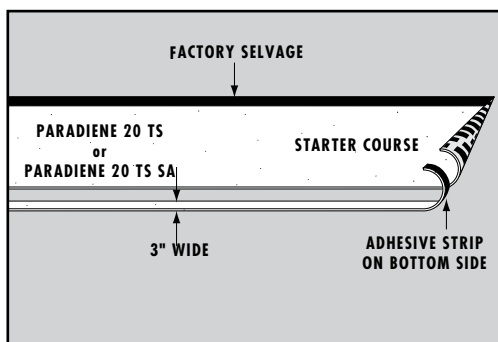 FACTORY SELVAGE
PARADIENE 20 TS
or
PARADIENE 20 TS SA
STARTER COURSE
3" WIDE
ADHESIVE STRIP
ON BOTTOM SIDE